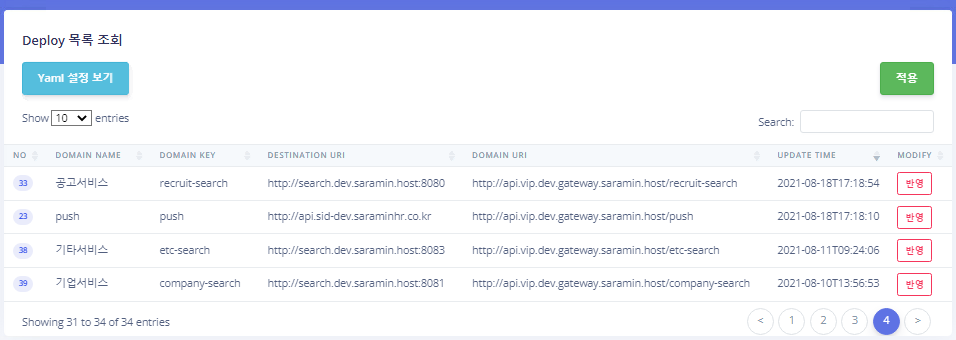 Deploy 목록 조회
Yaml 설정 보기 적용
Show 10 entries Search:
NO DOMAIN NAME DOMAIN KEY DESTINATION URI DOMAIN URI UPDATE TIME MODIFY
33 공고서비스 recruit-search http://search.dev.saramin.host:8080 http://api.vip.dev.gateway.saramin.host/recruit-search 2021-08-18T17:18:54 반영
23 push push http://api.sid-dev.saraminhr.co.kr http://api.vip.dev.gateway.saramin.host/push 2021-08-18T17:18:10 반영
38 기타서비스 etc-search http://search.dev.saramin.host:8083 http://api.vip.dev.gateway.saramin.host/etc-search 2021-08-11T09:24:06 반영
39 기업서비스 company-search http://search.dev.saramin.host:8081 http://api.vip.dev.gateway.saramin.host/company-search 2021-08-10T13:56:53 반영
Showing 31 to 34 of 34 entries < 1 2 3 4 >